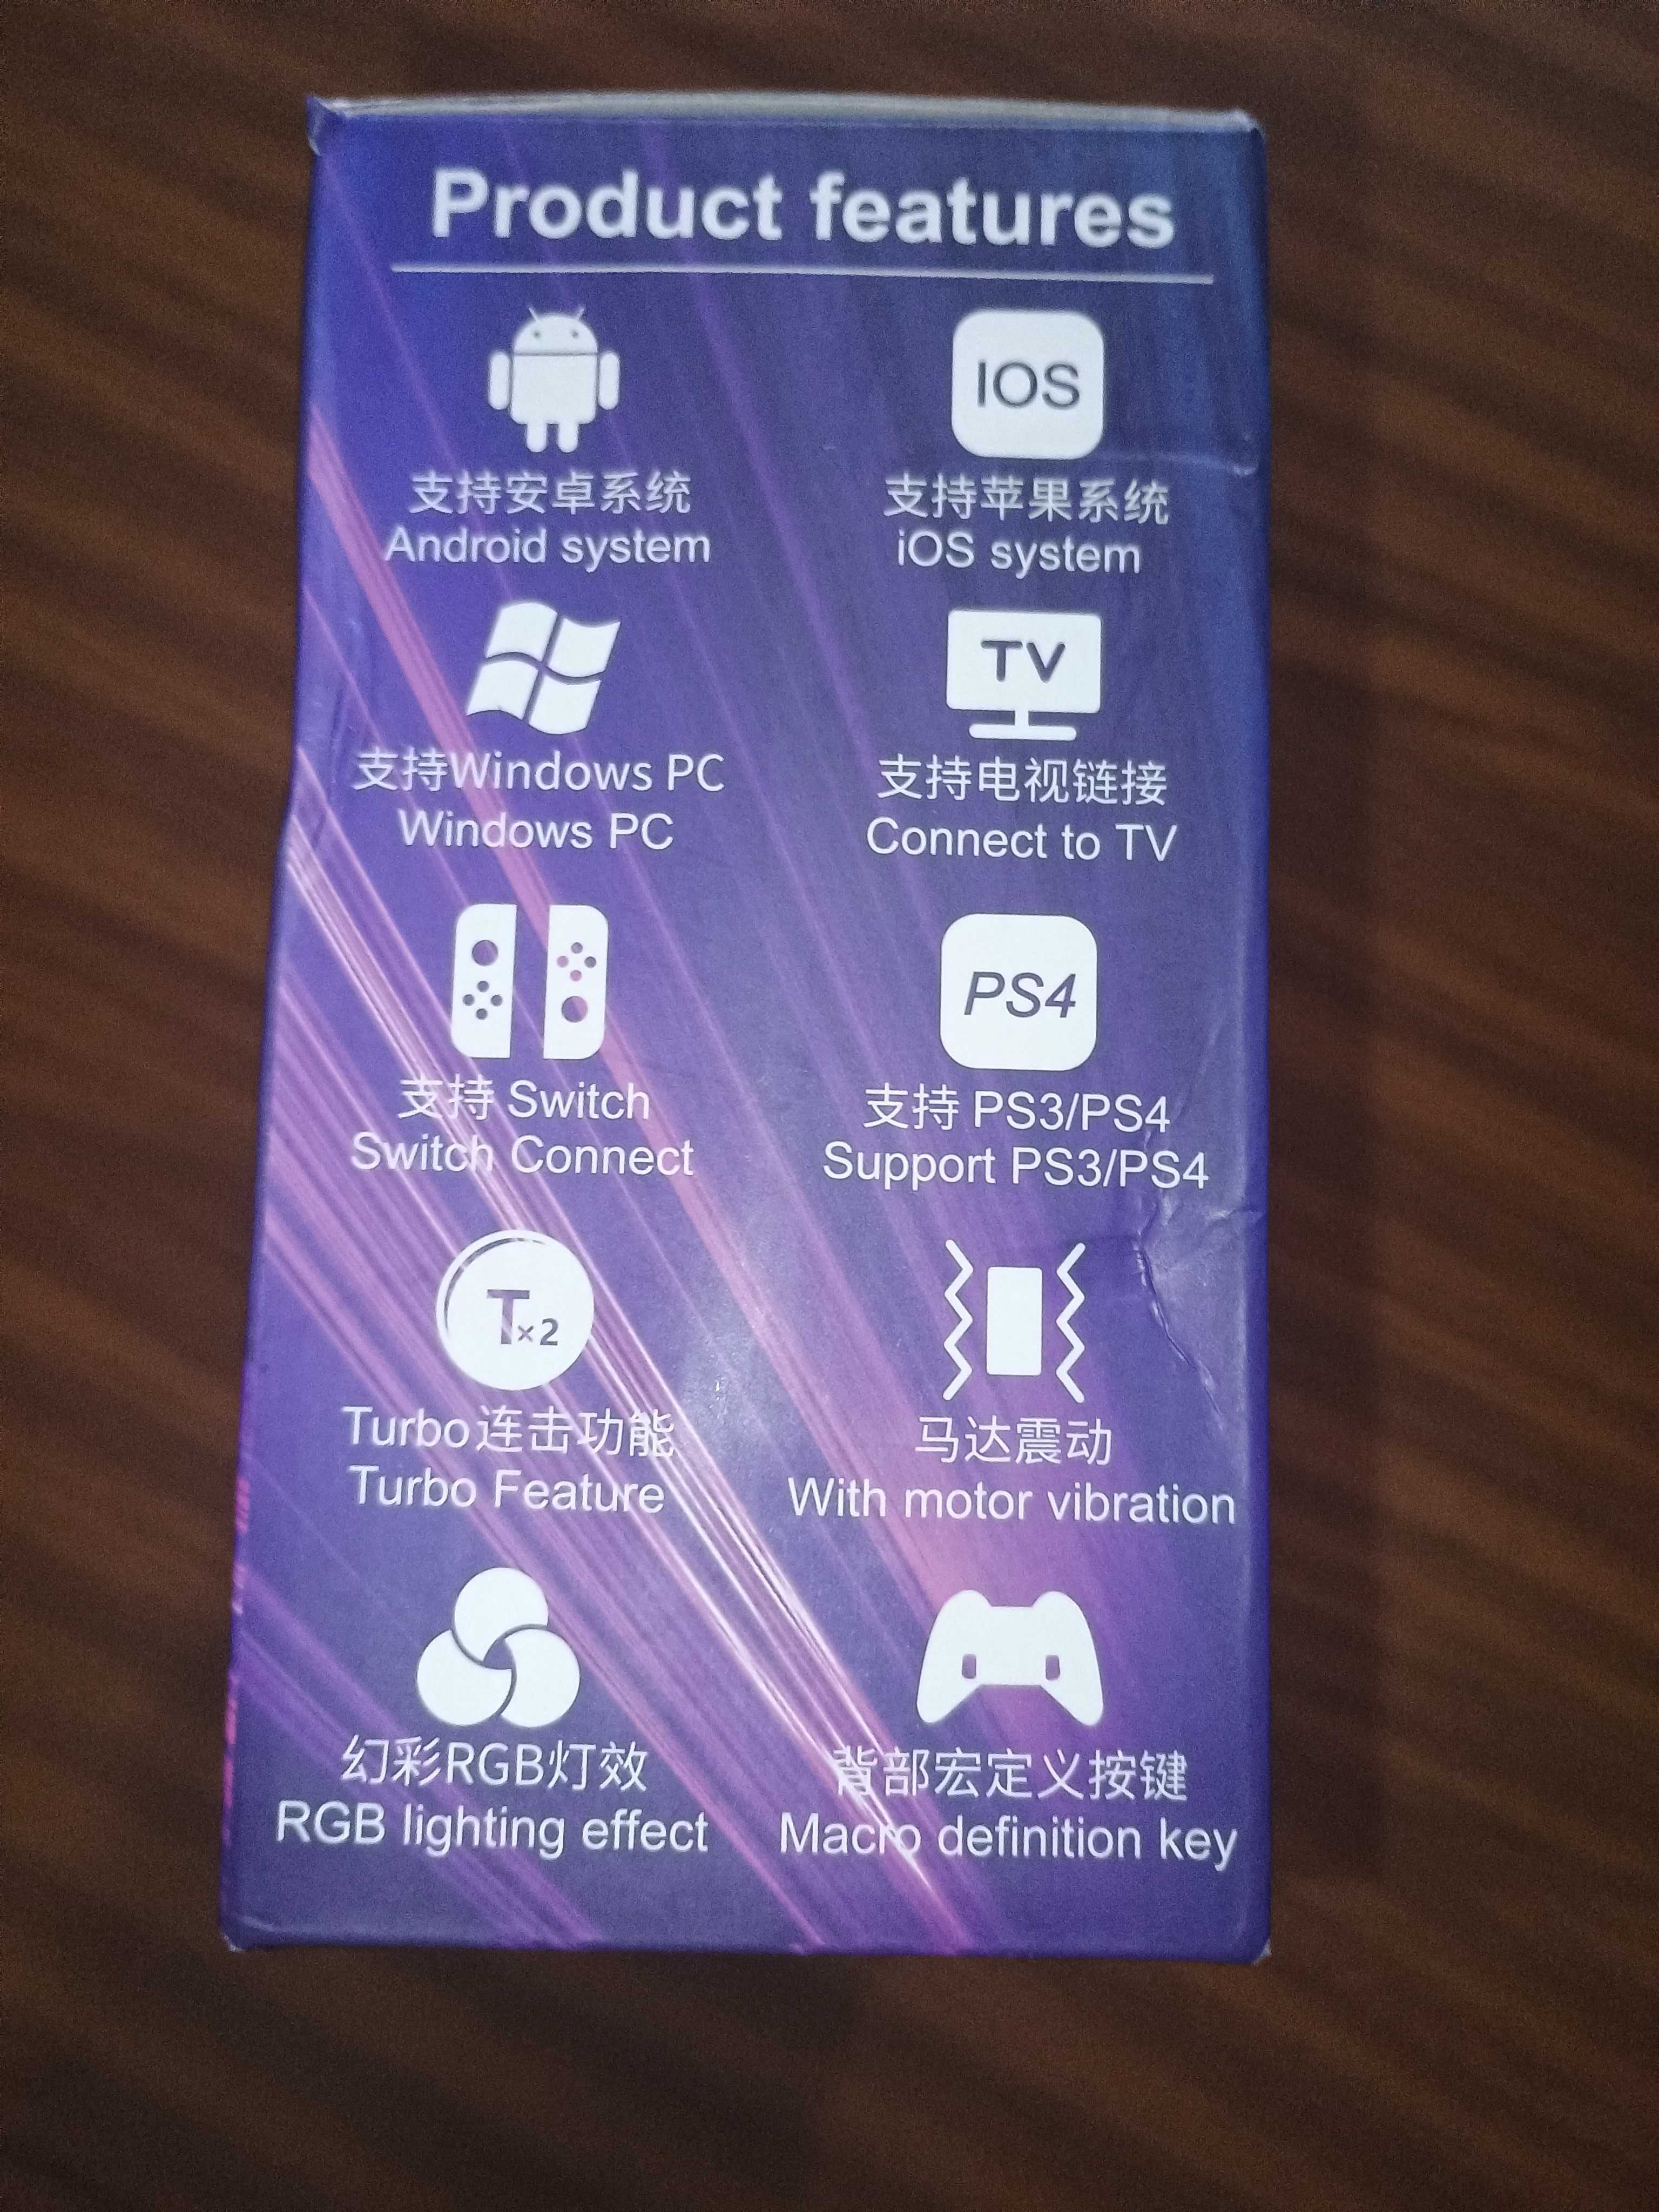 Product features
IOS
支持安卓系统
Android system
支持苹果系统
iOS system
TV
支持Windows PC
Windows PC
支持电视链接
Connect to TV
PS4
支持 Switch
Switch Connect
支持 PS3/PS4
Support PS3/PS4
T×2
Turbo连击功能
Turbo Feature
马达震动
With motor vibration
幻彩RGB灯效
RGB lighting effect
背部宏定义按键
Macro definition key